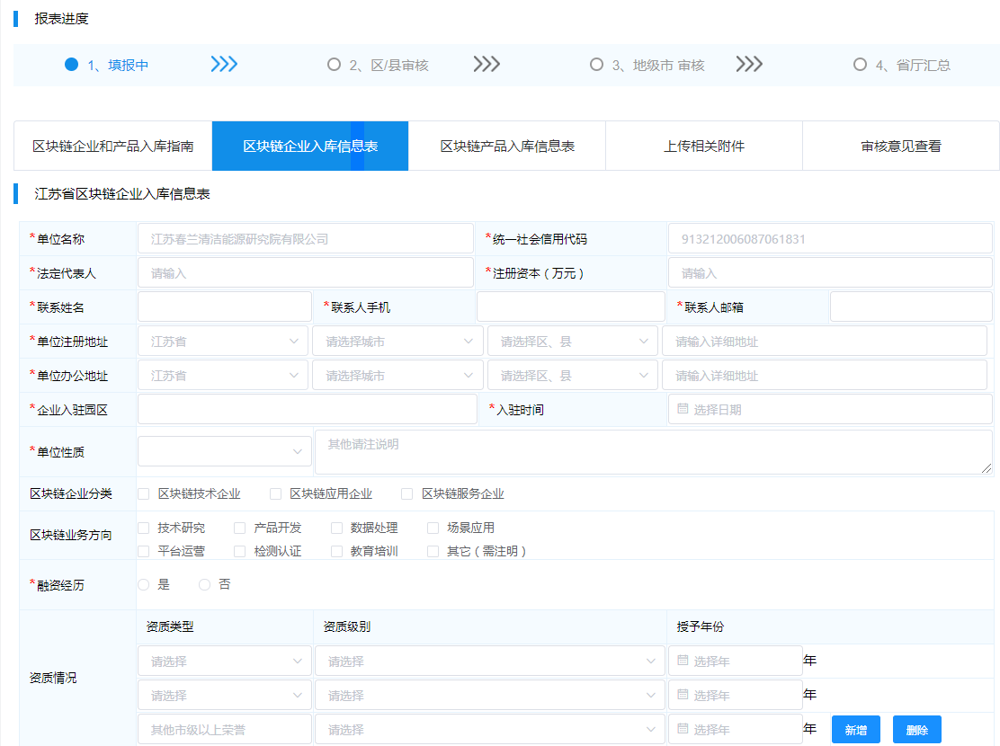 报表进度
1、填报中 2、区/县审核 3、地级市 审核 4、省厅汇总
区块链企业和产品入库指南 区块链企业入库信息表 区块链产品入库信息表 上传相关附件 审核意见查看
江苏省区块链企业入库信息表
*单位名称 江苏春兰清洁能源研究院有限公司 *统一社会信用代码 913212006087061831
*法定代表人 请输入 *注册资本（万元） 请输入
*联系姓名 *联系人手机 *联系人邮箱
*单位注册地址 江苏省 请选择城市 请选择区、县 请输入详细地址
*单位办公地址 江苏省 请选择城市 请选择区、县 请输入详细地址
*企业入驻园区 *入驻时间 选择日期
*单位性质 其他请注说明
区块链企业分类 区块链技术企业 区块链应用企业 区块链服务企业
区块链业务方向 技术研究 产品开发 数据处理 场景应用
平台运营 检测认证 教育培训 其它（需注明）
*融资经历 是 否
资质情况 资质类型 资质级别 授予年份
请选择 请选择 选择年 年
请选择 请选择 选择年 年
其他市级以上荣誉 请选择 选择年 年 新增 删除